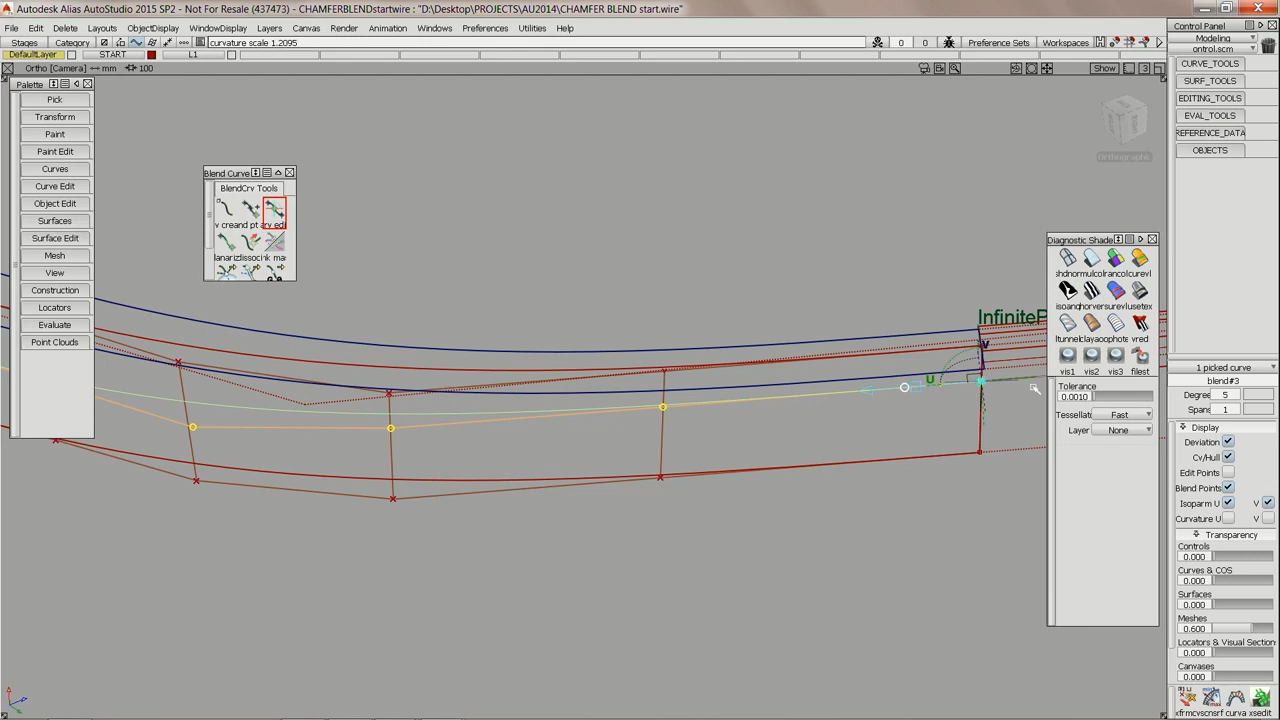 Autodesk Alias AutoStudio 2015 SP2 - Not For Resale (437473) - CHAMFERBLENDstartwire : "D:\Desktop\PROJECTS\AU2014\CHAMFER BLEND start.wire"
File Edit Delete Layouts ObjectDisplay WindowDisplay Layers Canvas Render Animation Windows Preferences Utilities Help
Stages Category curvature scale 1.2095 0 0 Preference Sets Workspaces
DefaultLayer START L1
Ortho [Camera] mm 100 Show 3
Palette
Pick
Transform
Paint
Paint Edit
Curves
Curve Edit
Object Edit
Surfaces
Surface Edit
Mesh
View
Construction
Locators
Evaluate
Point Clouds
Blend Curve
BlendCrv Tools
InfiniteP
V
U
Orthographic
Diagnostic Shade
vis1 vis2 vis3 filest
Tolerance
0.0010
Tessellat Fast
Layer None
Control Panel
Modeling
ontrol.scm
CURVE_TOOLS
SURF_TOOLS
EDITING_TOOLS
EVAL_TOOLS
REFERENCE_DATA
OBJECTS
1 picked curve
blend#3
Degree 5
Spans 1
Display
Deviation
Cv/Hull
Edit Points
Blend Points
Isoparm U V
Curvature U V
Transparency
Controls
0.000
Curves & COS
0.000
Surfaces
0.000
Meshes
0.600
Locators & Visual Section
0.000
Canvases
0.000